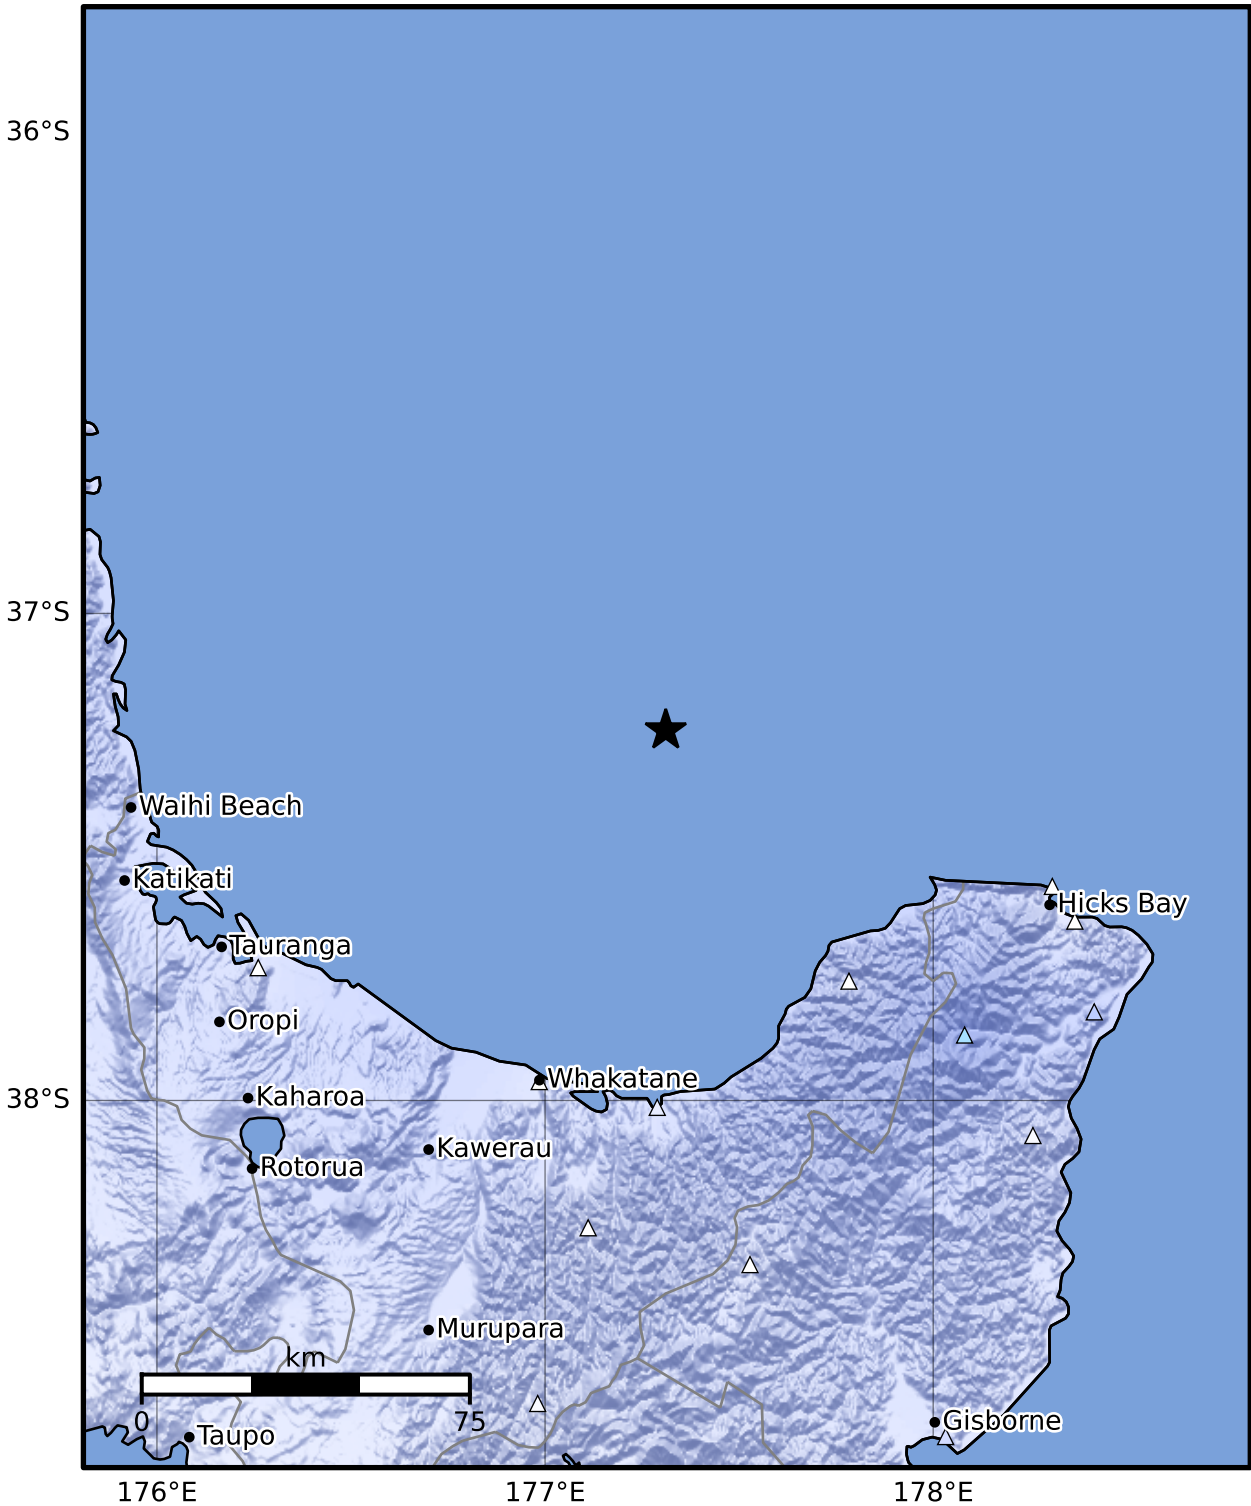 36°S
37°S
Waihi Beach
Katikati
Hicks Bay
Tauranga
Oropi
Whakatane
Kaharoa
38°S
Kawerau
Rotorua
Murupara
km
0
75
Gisborne
Taupo
176°E
177°E
178°E